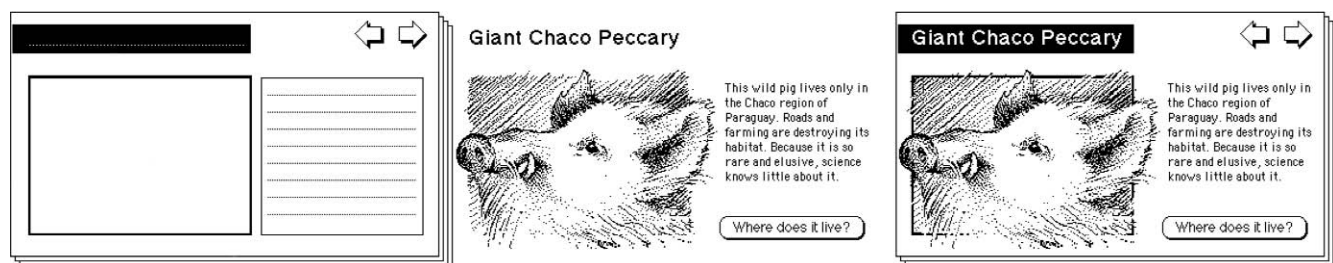 Giant Chaco Peccary
This wild pig lives only in
the Chaco region of
Paraguay. Roads and
farming are destroying its
habitat. Because it is so
rare and elusive, science
knows little about it.
Where does it live?
Giant Chaco Peccary
This wild pig lives only in
the Chaco region of
Paraguay. Roads and
farming are destroying its
habitat. Because it is so
rare and elusive, science
knows little about it.
Where does it live?